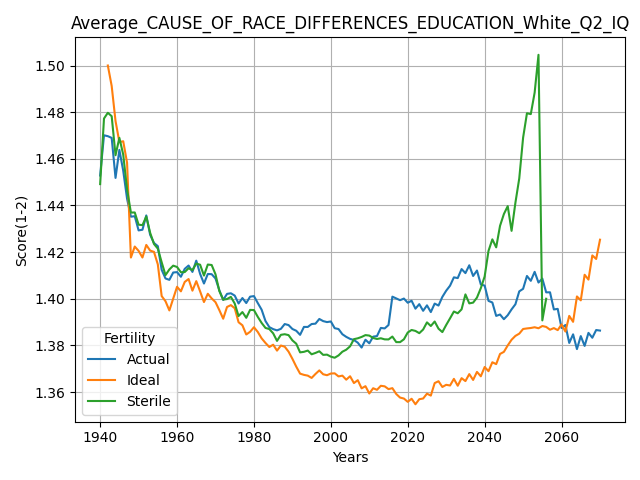 Average_CAUSE_OF_RACE_DIFFERENCES_EDUCATION_White_Q2_IQ
Score(1-2)
1.50
1.48
1.46
1.44
1.42
1.40
1.38
1.36
Fertility
Actual
Ideal
Sterile
1940 1960 1980 2000 2020 2040 2060
Years